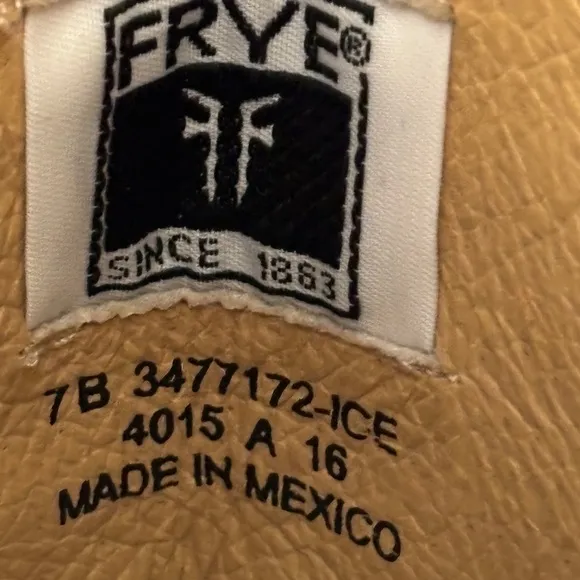 FRYE®
SINCE 1863
7B 3477172-ICE
4015 A 16
MADE IN MEXICO